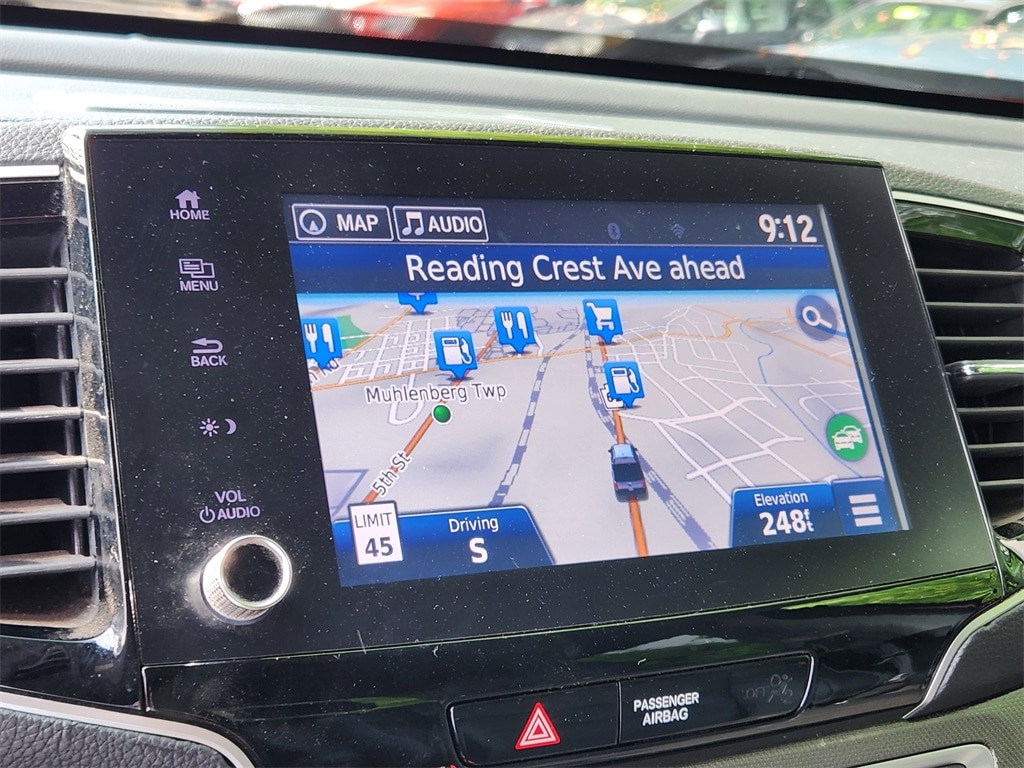 HOME
MENU
BACK
VOL
AUDIO
MAP
AUDIO
9:12
Reading Crest Ave ahead
Muhlenberg Twp
5th St
LIMIT
45
Driving
S
Elevation
248ft
PASSENGER
AIRBAG
OFF